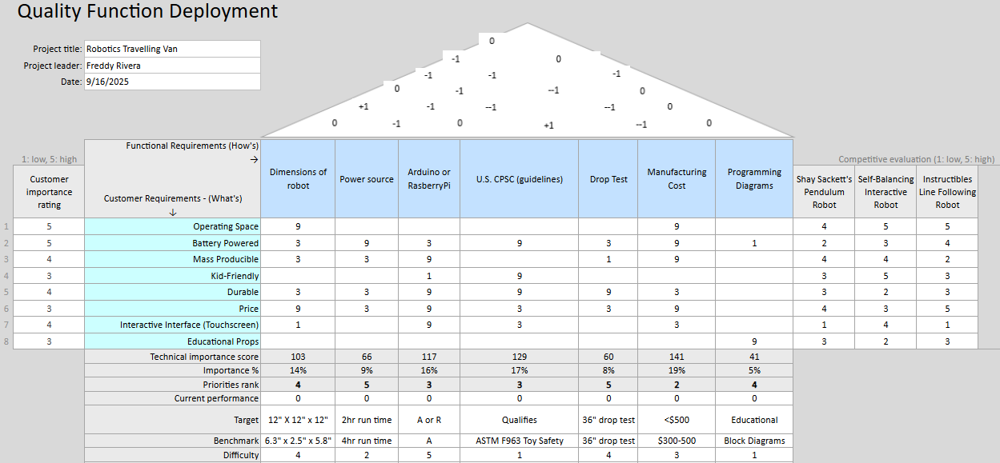 Quality Function Deployment
Project title: Robotics Travelling Van
Project leader: Freddy Rivera
Date: 9/16/2025
0
-1 0
-1 -1 -1
0 -1 --1 0
+1 -1 --1 --1 0
0 -1 0 +1 --1 0
1: low, 5: high
Customer importance rating
Functional Requirements (How's) →
Customer Requirements - (What's) ↓
Dimensions of robot
Power source
Arduino or RasberryPi
U.S. CPSC (guidelines)
Drop Test
Manufacturing Cost
Programming Diagrams
Competitive evaluation (1: low, 5: high)
Shay Sackett's Pendulum Robot
Self-Balancing Interactive Robot
Instructibles Line Following Robot
1 5 Operating Space 9 9 4 5 5
2 5 Battery Powered 3 9 3 9 3 9 1 2 3 4
3 4 Mass Producible 3 3 9 1 9 4 4 2
4 3 Kid-Friendly 1 9 3 5 3
5 4 Durable 3 3 9 9 9 3 3 2 3
6 3 Price 9 3 9 3 3 9 4 3 5
7 4 Interactive Interface (Touchscreen) 1 9 3 3 1 4 1
8 3 Educational Props 9 3 2 3
Technical importance score 103 66 117 129 60 141 41
Importance % 14% 9% 16% 17% 8% 19% 5%
Priorities rank 4 5 3 3 5 2 4
Current performance 0 0 0 0 0 0 0
Target 12" X 12" x 12" 2hr run time A or R Qualifies 36" drop test <$500 Educational
Benchmark 6.3" x 2.5" x 5.8" 4hr run time A ASTM F963 Toy Safety 36" drop test $300-500 Block Diagrams
Difficulty 4 2 5 1 4 3 1